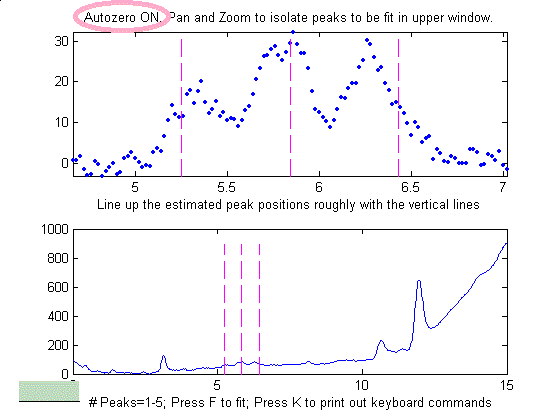 Autozero ON. Pan and Zoom to isolate peaks to be fit in upper window.
30
20
10
0
5 5.5 6 6.5 7
Line up the estimated peak positions roughly with the vertical lines
1000
800
600
400
200
0
5 10 15
# Peaks=1-5; Press F to fit; Press K to print out keyboard commands